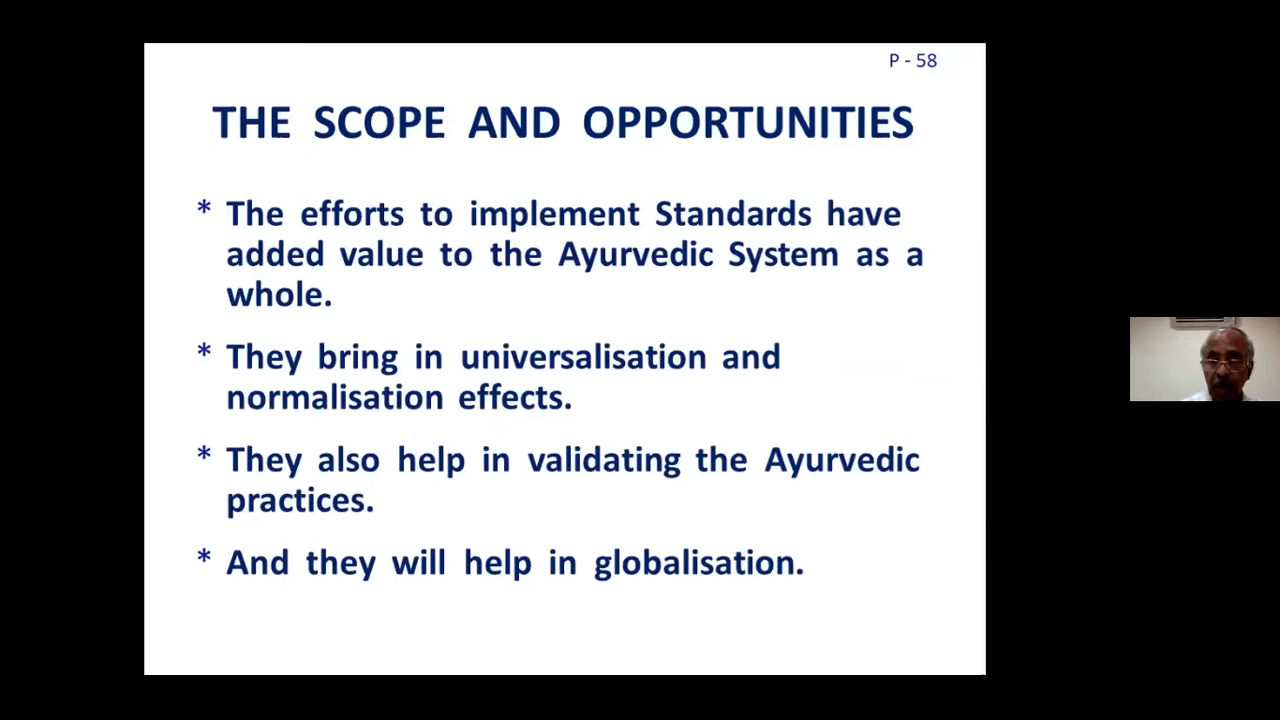 P - 58
THE SCOPE AND OPPORTUNITIES
* The efforts to implement Standards have
added value to the Ayurvedic System as a
whole.
* They bring in universalisation and
normalisation effects.
* They also help in validating the Ayurvedic
practices.
* And they will help in globalisation.